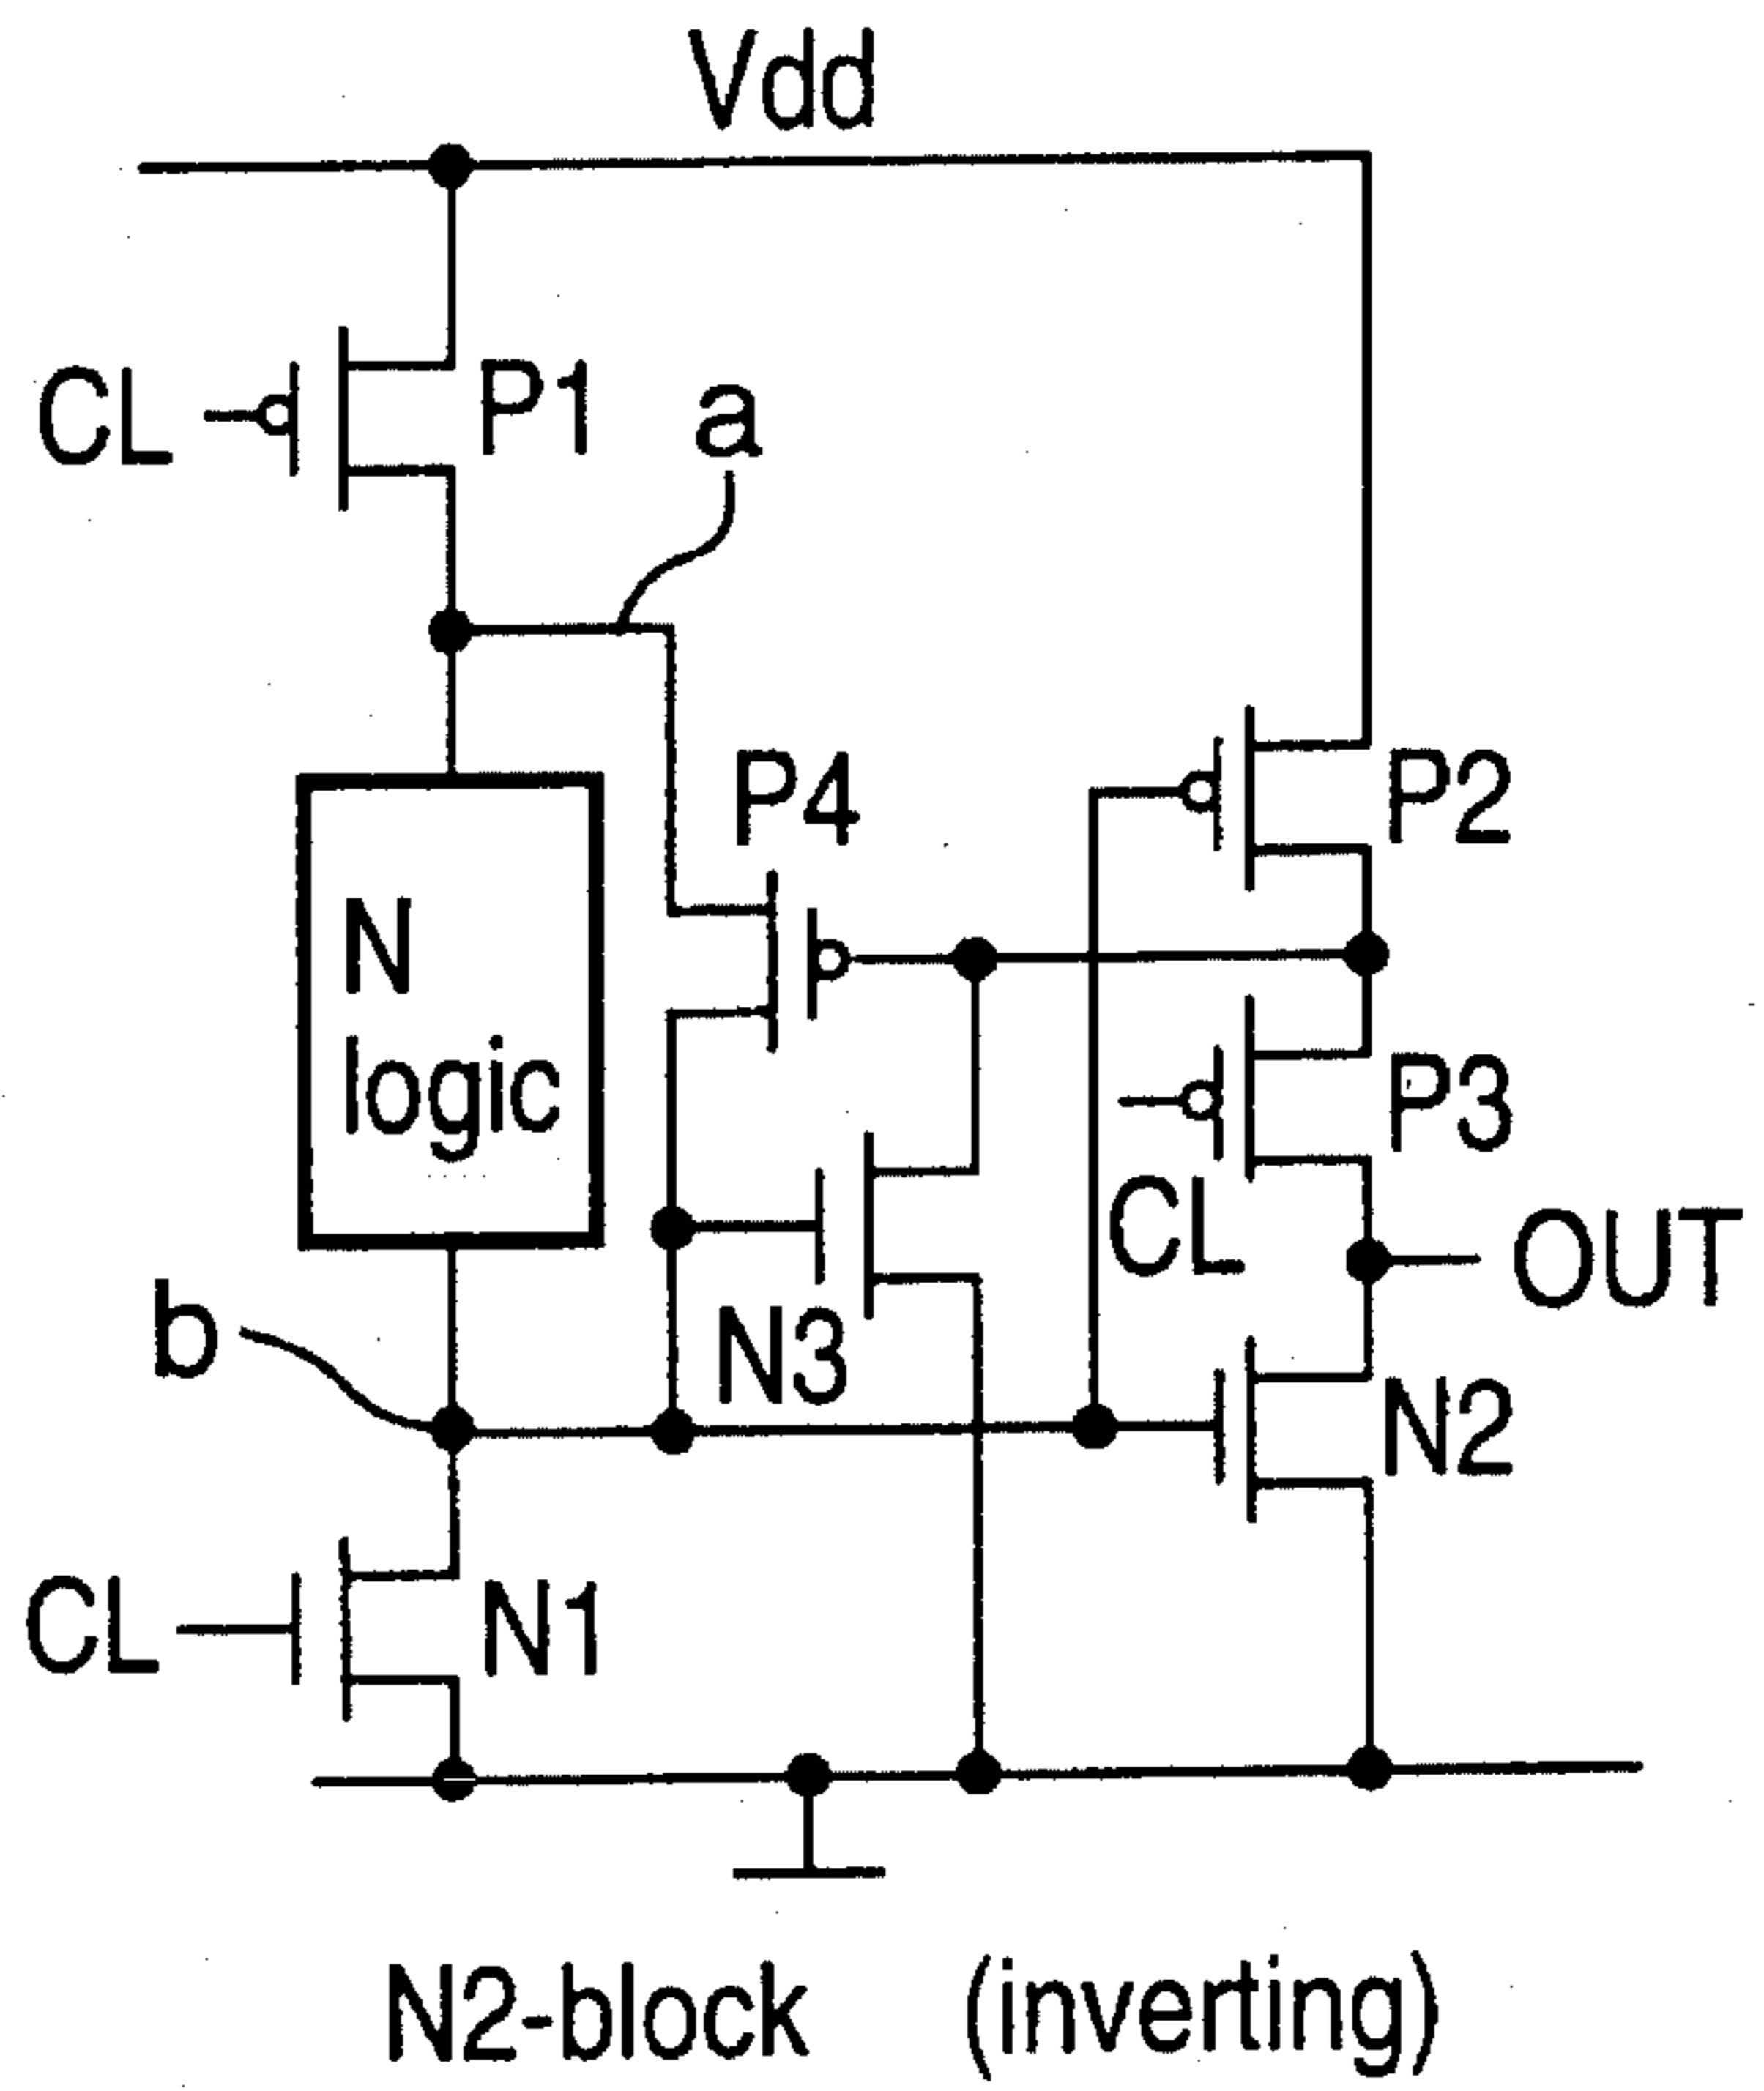 Vdd
CL
P1
a
P4
P2
N
logic
P3
CL
OUT
b
N3
N2
CL
N1
N2-block (inverting)